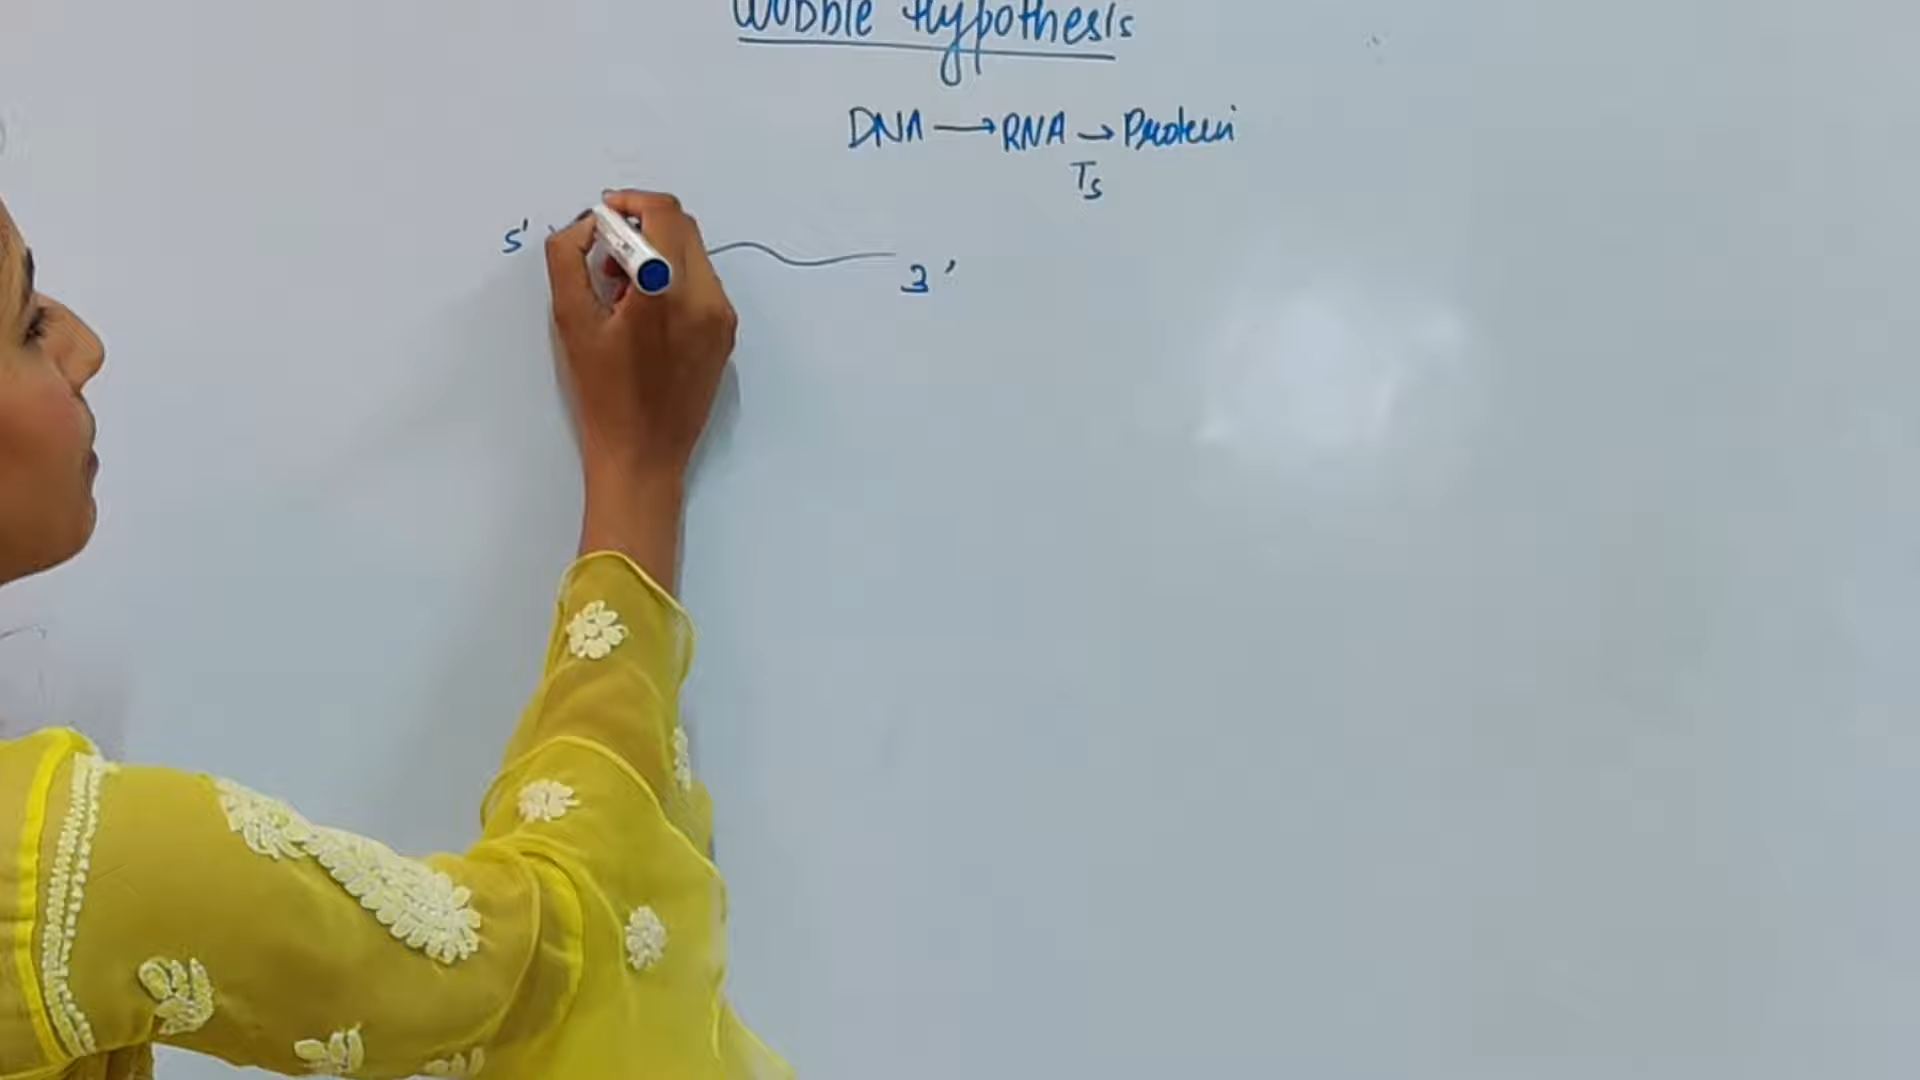 Wobble Hypothesis
DNA → RNA → Protein
Ts
5'
3'